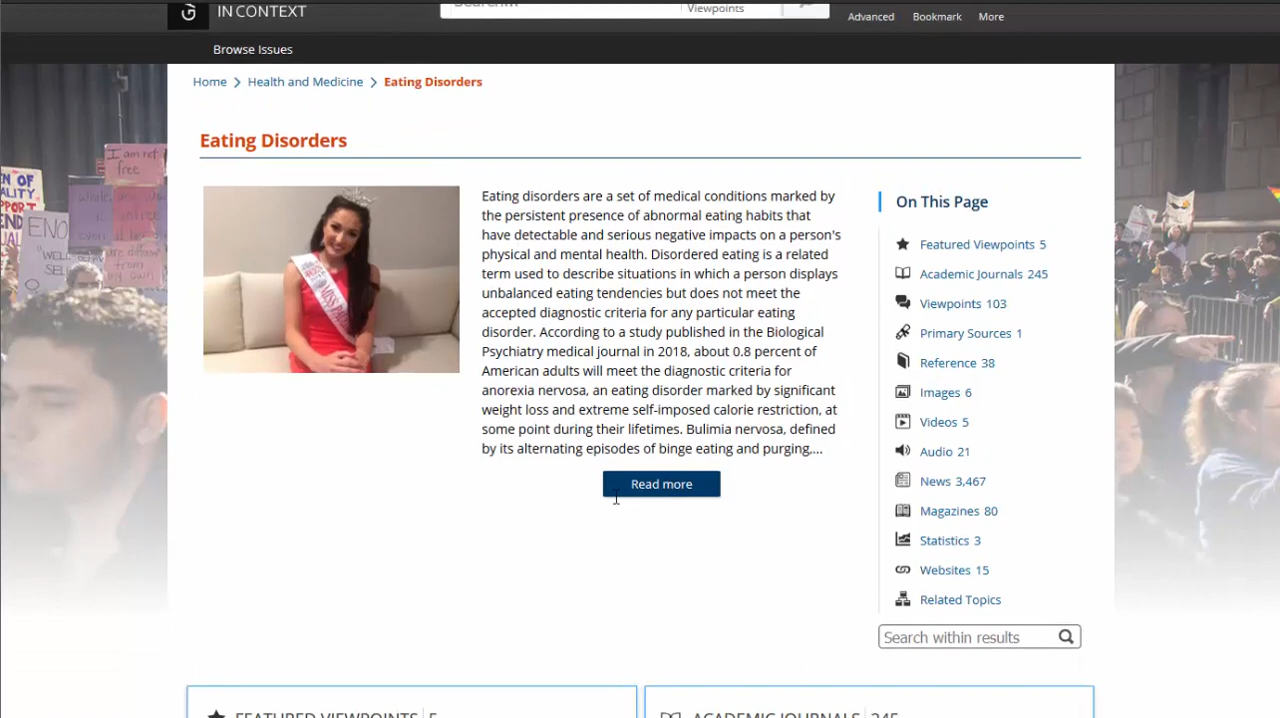 IN CONTEXT
Viewpoints
Advanced
Bookmark
More
Browse Issues
Home > Health and Medicine > Eating Disorders
Eating Disorders
Eating disorders are a set of medical conditions marked by
the persistent presence of abnormal eating habits that
have detectable and serious negative impacts on a person's
physical and mental health. Disordered eating is a related
term used to describe situations in which a person displays
unbalanced eating tendencies but does not meet the
accepted diagnostic criteria for any particular eating
disorder. According to a study published in the Biological
Psychiatry medical journal in 2018, about 0.8 percent of
American adults will meet the diagnostic criteria for
anorexia nervosa, an eating disorder marked by significant
weight loss and extreme self-imposed calorie restriction, at
some point during their lifetimes. Bulimia nervosa, defined
by its alternating episodes of binge eating and purging,...
Read more
On This Page
Featured Viewpoints 5
Academic Journals 245
Viewpoints 103
Primary Sources 1
Reference 38
Images 6
Videos 5
Audio 21
News 3,467
Magazines 80
Statistics 3
Websites 15
Related Topics
Search within results
FEATURED VIEWPOINTS 5
ACADEMIC JOURNALS 245
I am not
free